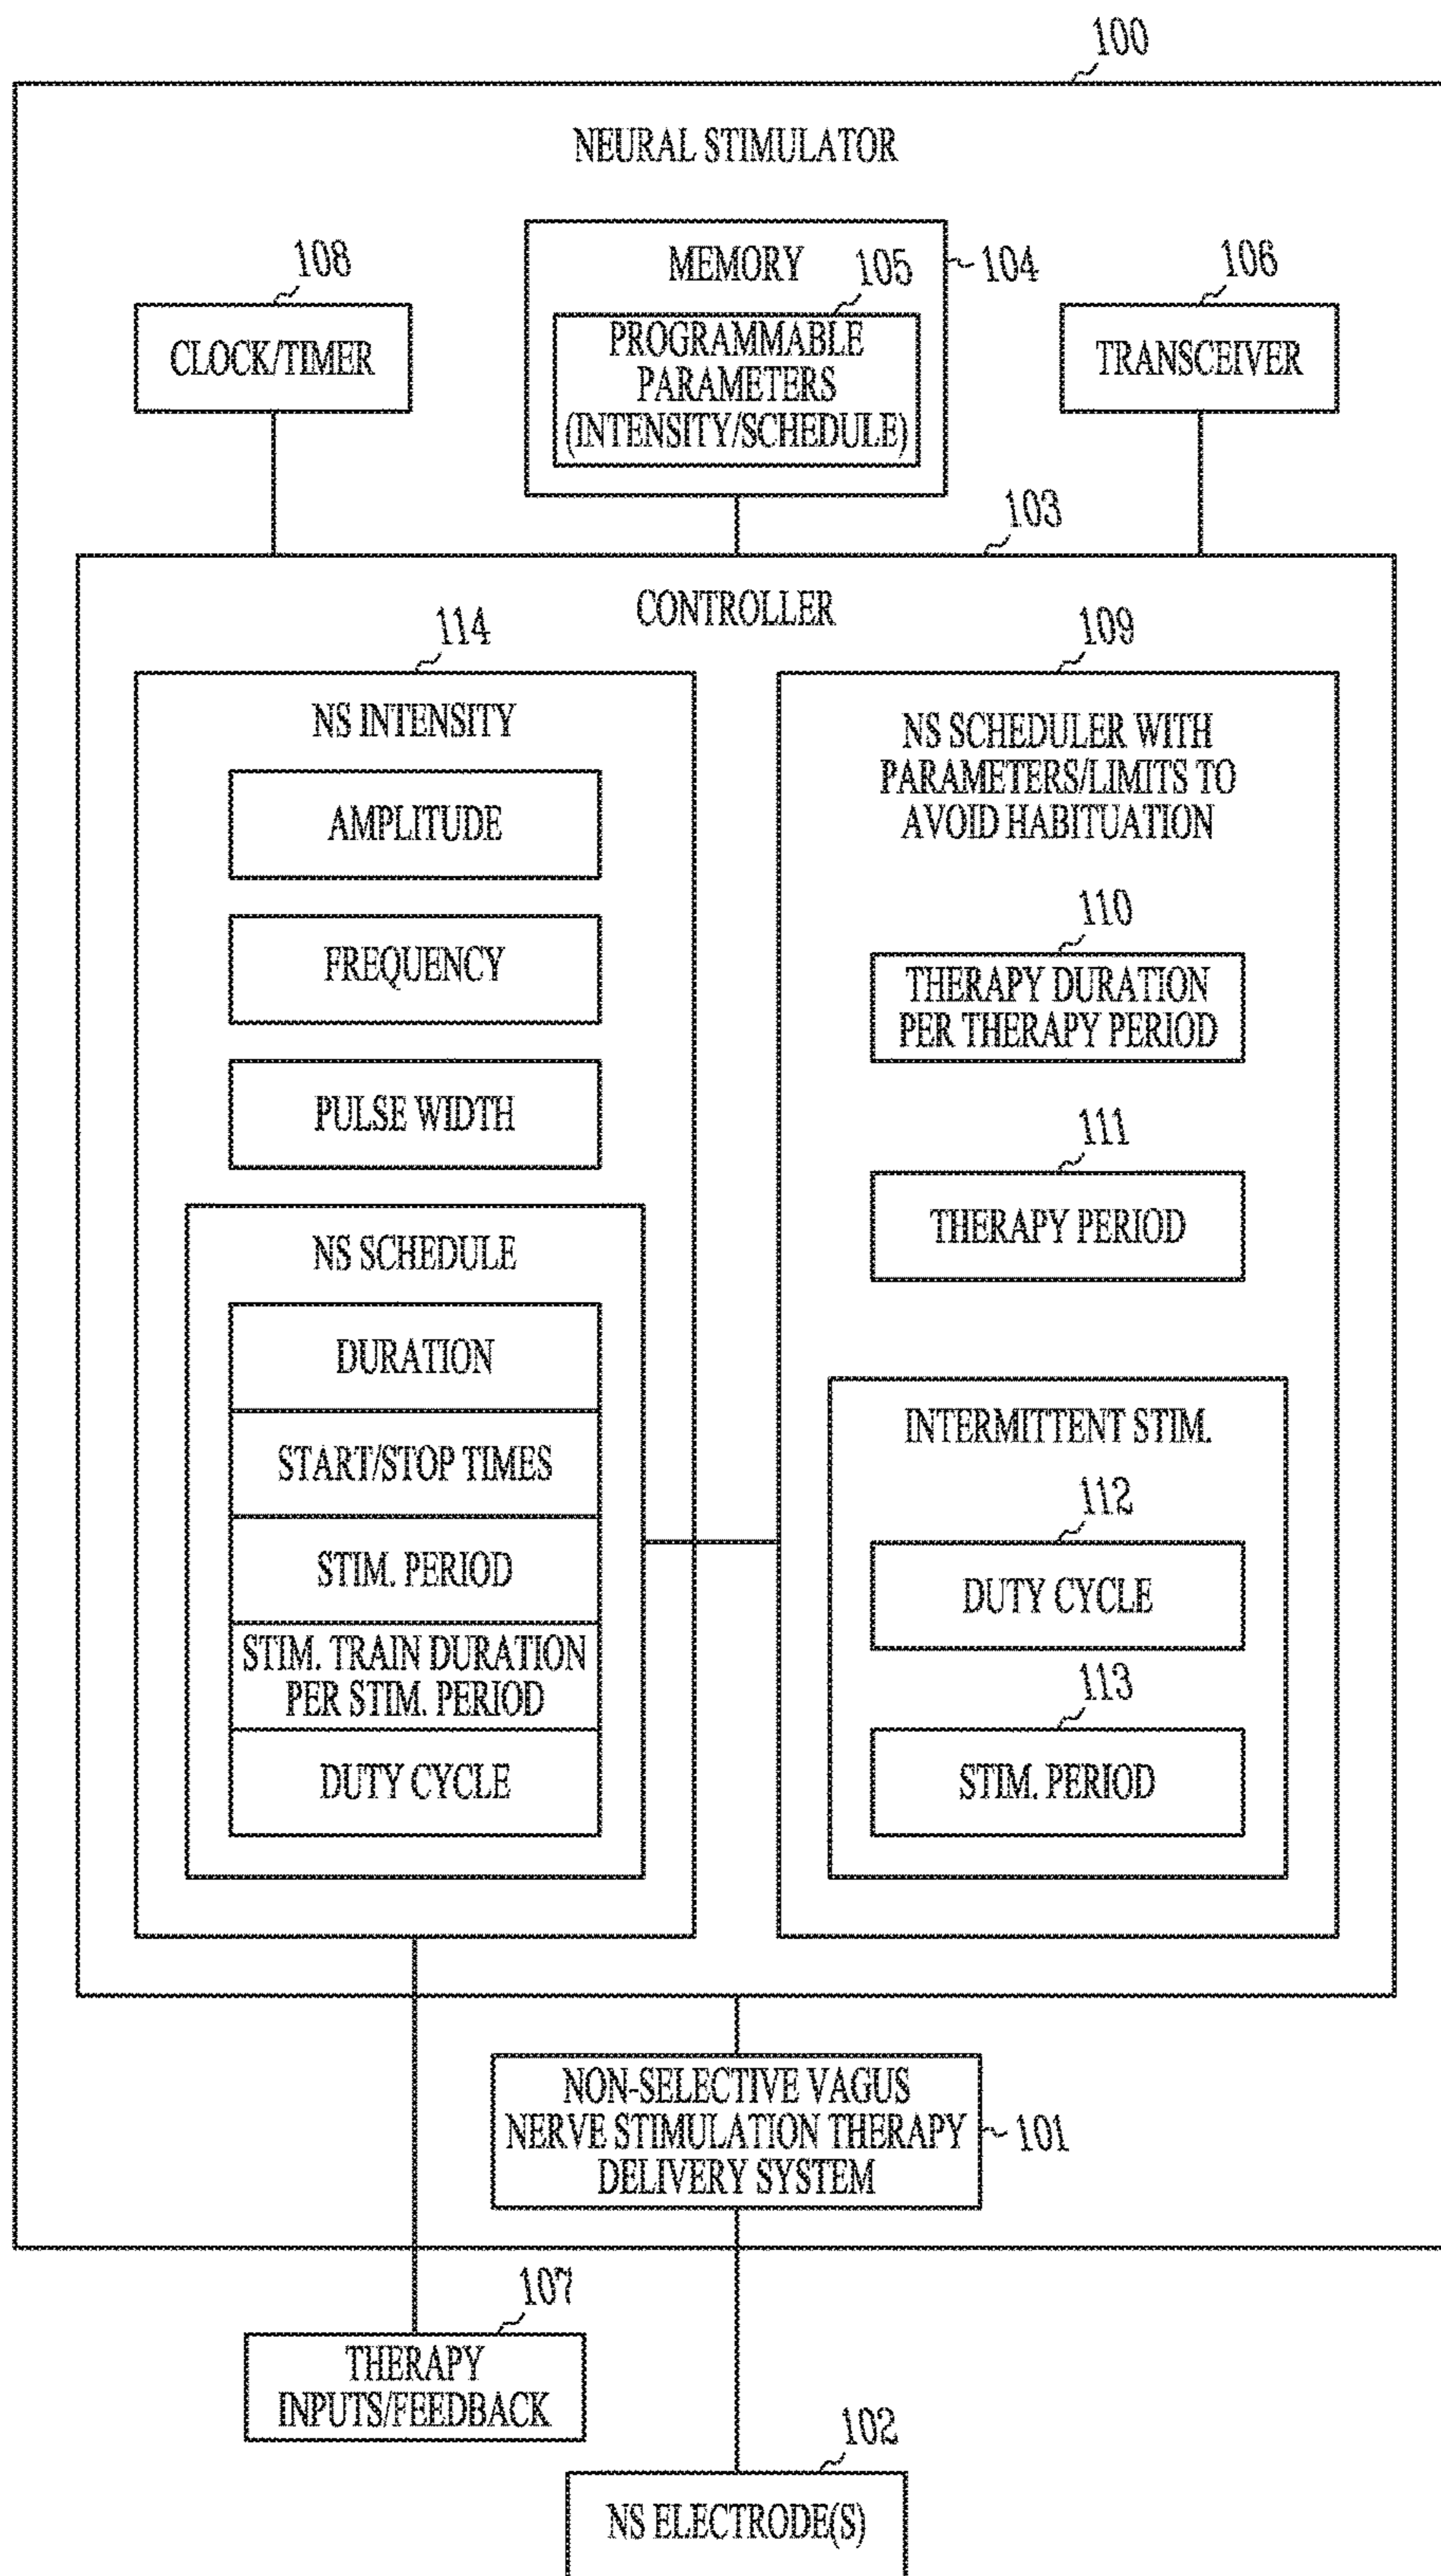 100
NEURAL STIMULATOR
108
CLOCK/TIMER
MEMORY
105
104
PROGRAMMABLE
PARAMETERS
(INTENSITY/SCHEDULE)
106
TRANSCEIVER
103
CONTROLLER
114
NS INTENSITY
AMPLITUDE
FREQUENCY
PULSE WIDTH
NS SCHEDULE
DURATION
START/STOP TIMES
STIM. PERIOD
STIM. TRAIN DURATION
PER STIM. PERIOD
DUTY CYCLE
109
NS SCHEDULER WITH
PARAMETERS/LIMITS TO
AVOID HABITUATION
110
THERAPY DURATION
PER THERAPY PERIOD
111
THERAPY PERIOD
INTERMITTENT STIM.
112
DUTY CYCLE
113
STIM. PERIOD
NON-SELECTIVE VAGUS
NERVE STIMULATION THERAPY
DELIVERY SYSTEM
101
107
THERAPY
INPUTS/FEEDBACK
102
NS ELECTRODE(S)